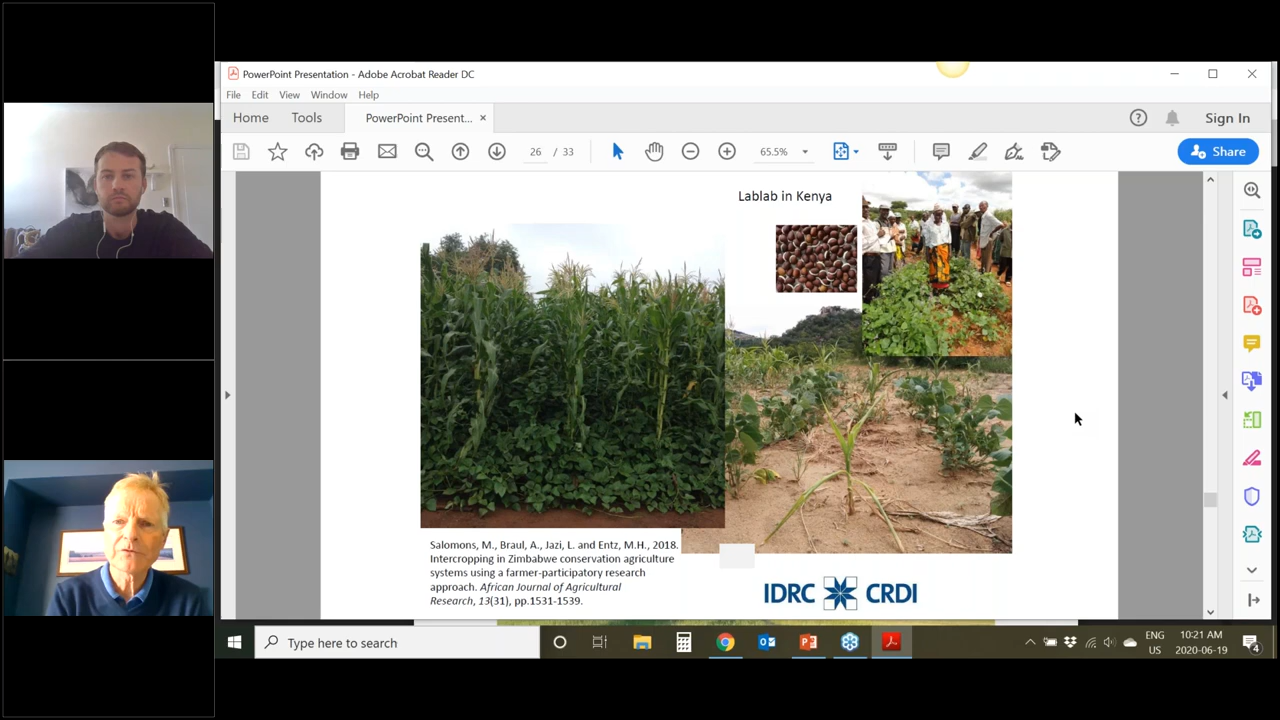 PowerPoint Presentation - Adobe Acrobat Reader DC
File Edit View Window Help
Home Tools PowerPoint Present... × Sign In
26 / 33 65.5% Share
Lablab in Kenya
Salomons, M., Braul, A., Jazi, L. and Entz, M.H., 2018.
Intercropping in Zimbabwe conservation agriculture
systems using a farmer-participatory research
approach. African Journal of Agricultural
Research, 13(31), pp.1531-1539.
IDRC CRDI
Type here to search
ENG
US
10:21 AM
2020-06-19
4